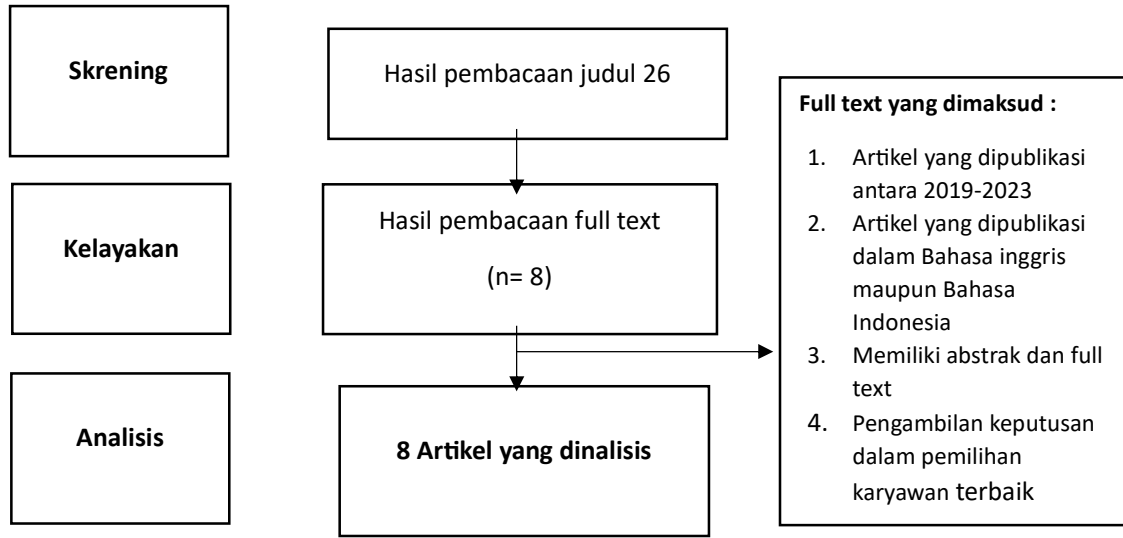 Skrening
Hasil pembacaan judul 26
Kelayakan
Hasil pembacaan full text
(n= 8)
Analisis
8 Artikel yang dinalisis
Full text yang dimaksud :
1. Artikel yang dipublikasi
antara 2019-2023
2. Artikel yang dipublikasi
dalam Bahasa inggris
maupun Bahasa
Indonesia
3. Memiliki abstrak dan full
text
4. Pengambilan keputusan
dalam pemilihan
karyawan terbaik